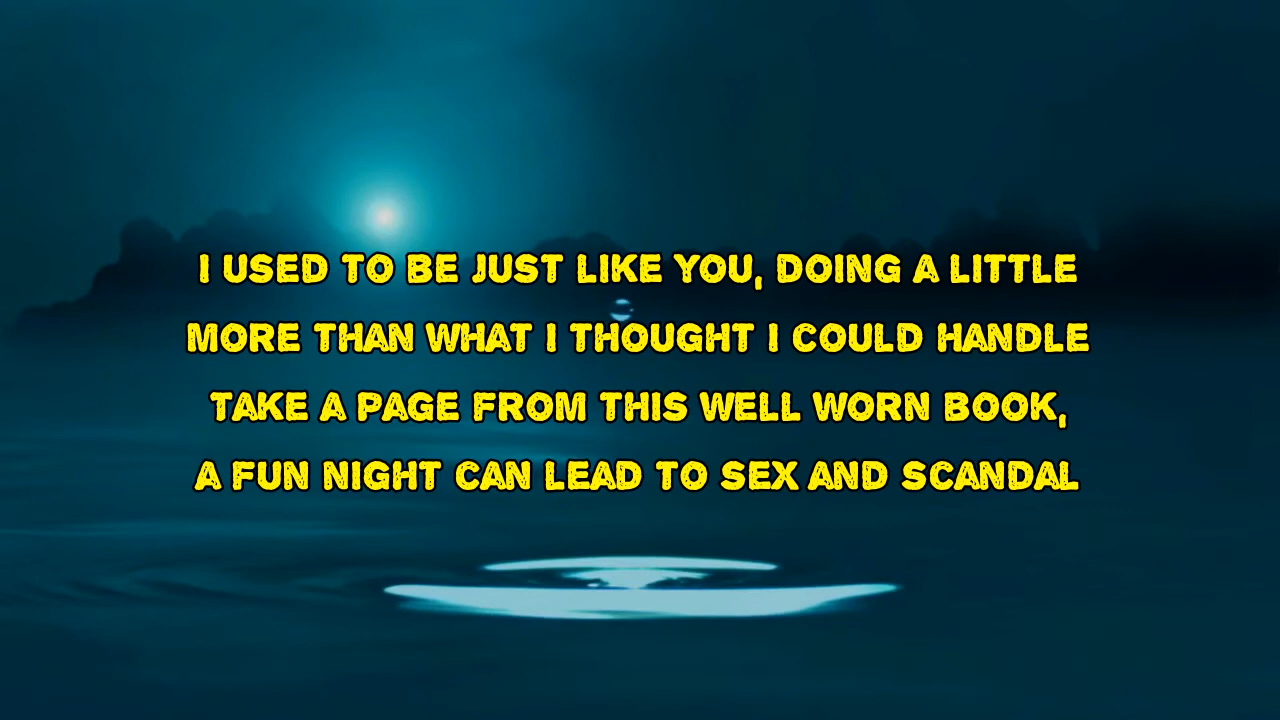 I USED TO BE JUST LIKE YOU, DOING A LITTLE
MORE THAN WHAT I THOUGHT I COULD HANDLE
TAKE A PAGE FROM THIS WELL WORN BOOK,
A FUN NIGHT CAN LEAD TO SEX AND SCANDAL